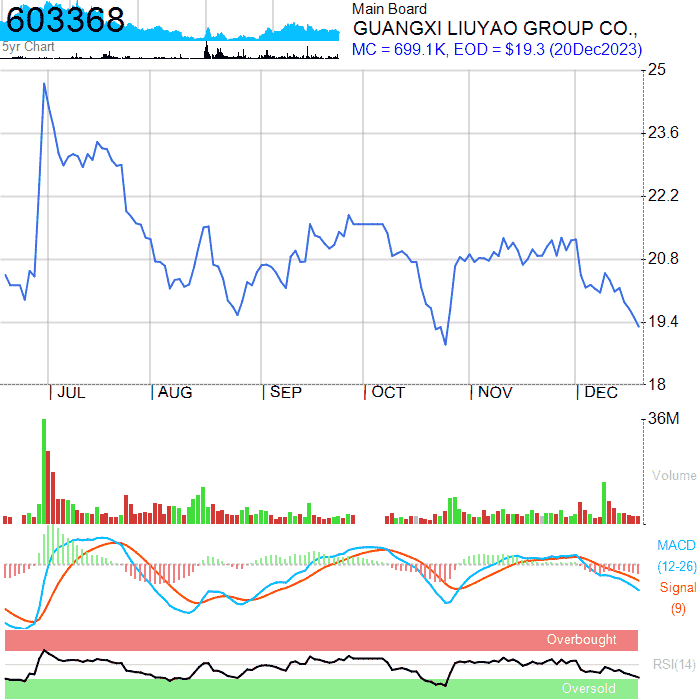 603368
5yr Chart
Main Board
GUANGXI LIUYAO GROUP CO.,
MC = 699.1K, EOD = $19.3 (20Dec2023)
25
23.6
22.2
20.8
19.4
18
JUL
AUG
SEP
OCT
NOV
DEC
36M
Volume
MACD
(12-26)
Signal
(9)
Overbought
RSI(14)
Oversold